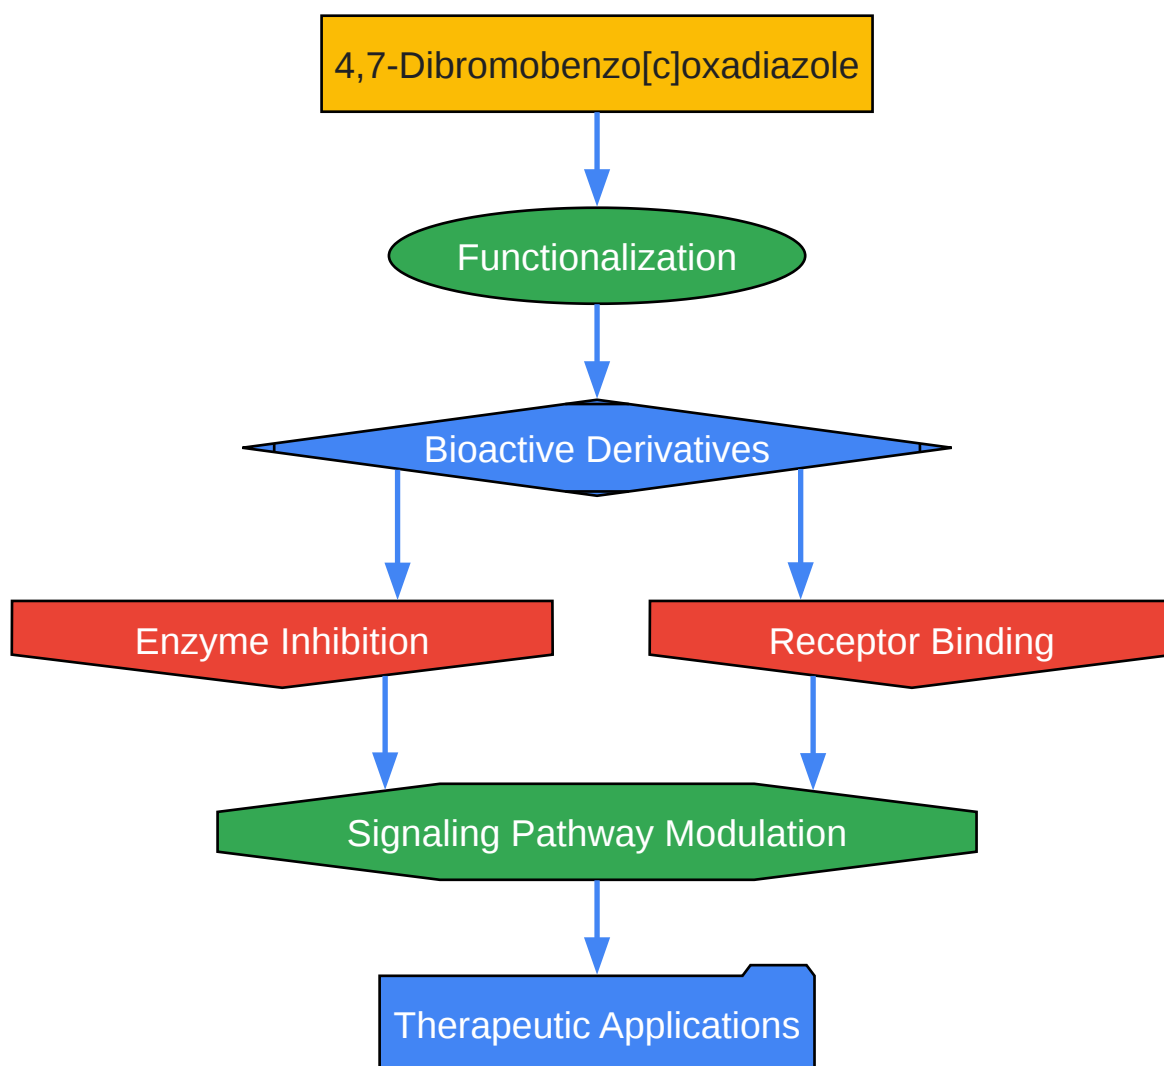 4,7-Dibromobenzo[c]oxadiazole
Functionalization
Bioactive Derivatives
Enzyme Inhibition
Receptor Binding
Signaling Pathway Modulation
Therapeutic Applications